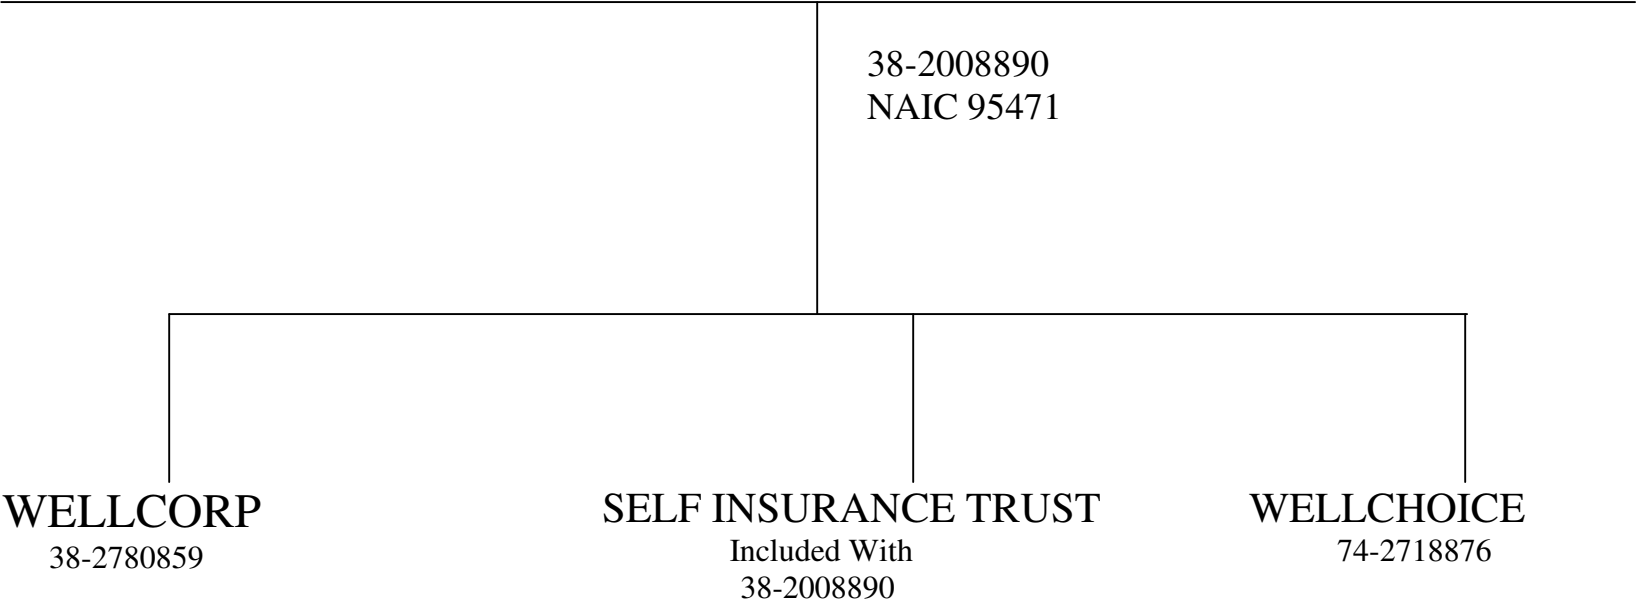 38-2008890
NAIC 95471
WELLCORP
38-2780859
SELF INSURANCE TRUST
Included With
38-2008890
WELLCHOICE
74-2718876